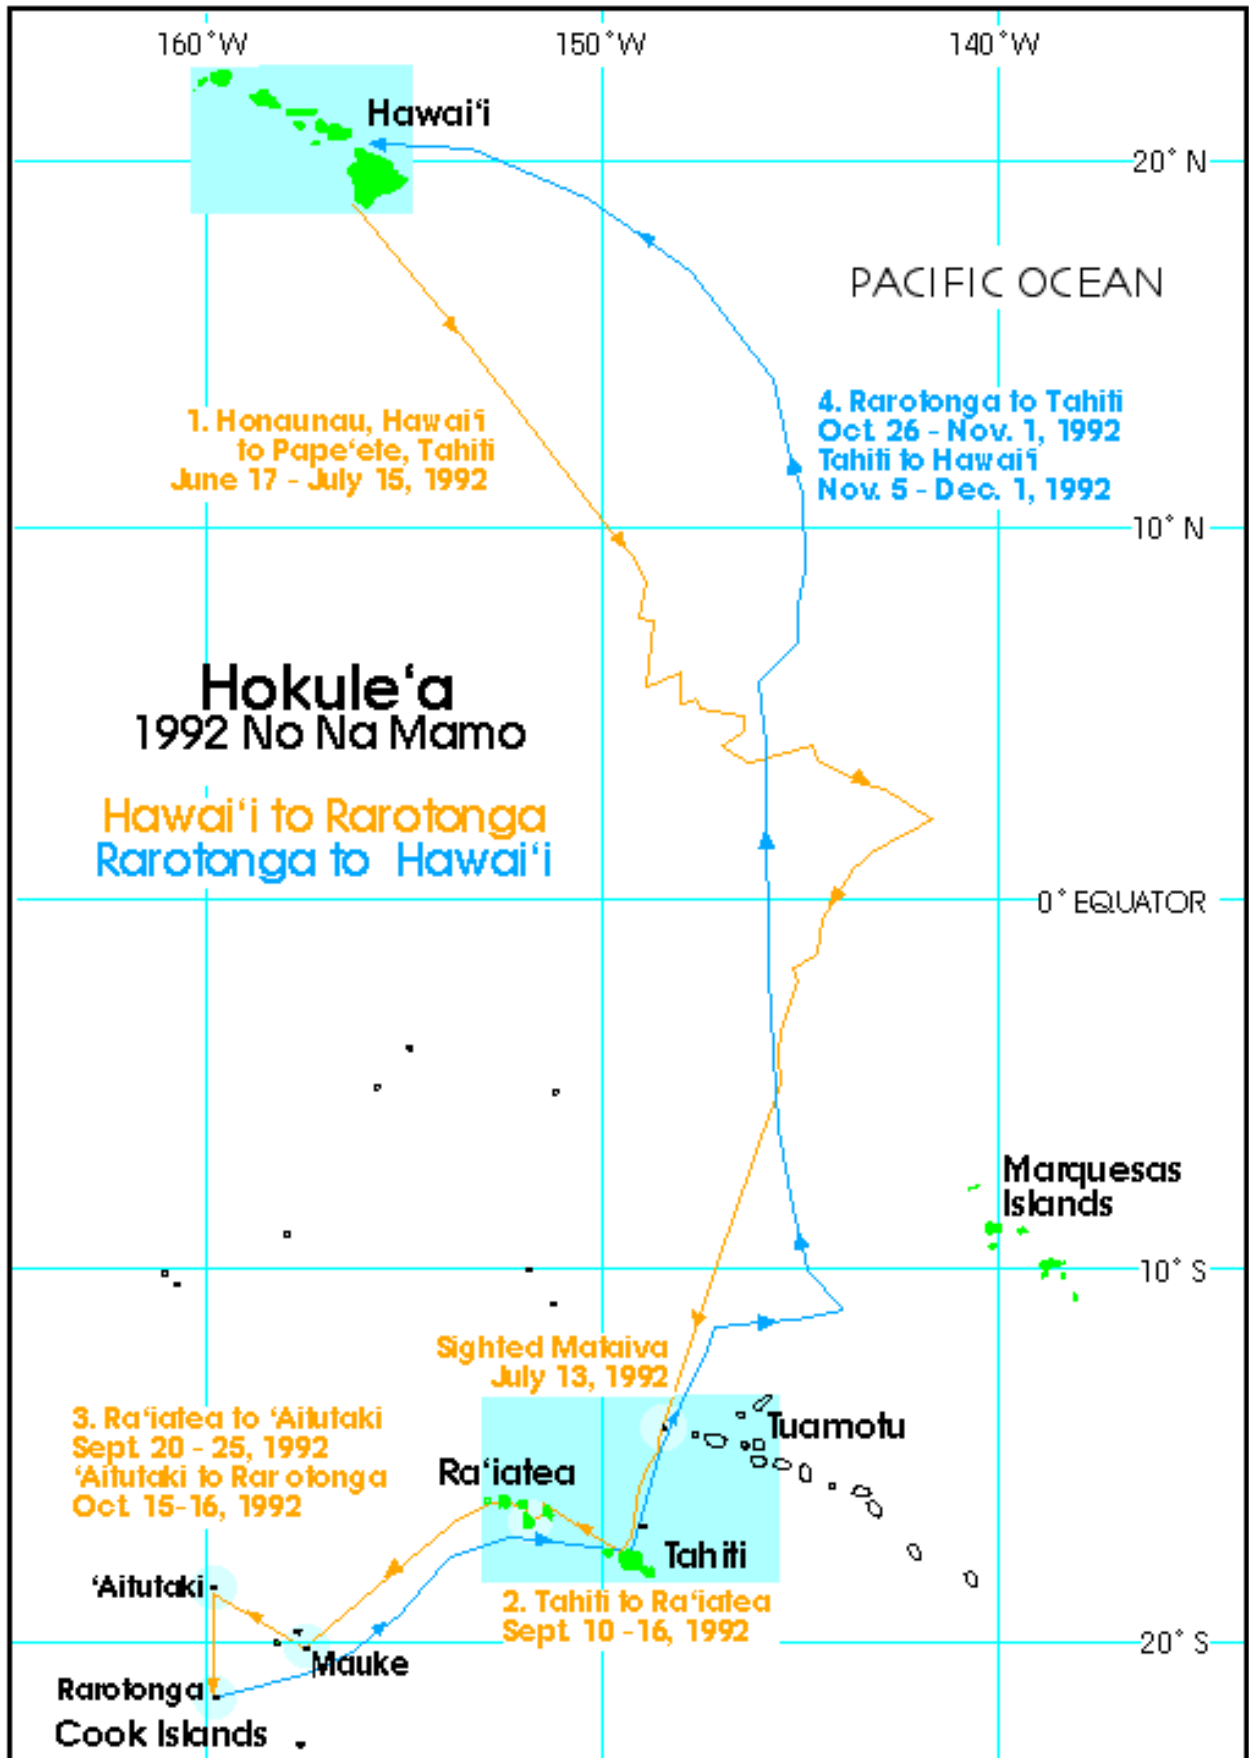 160°W 150°W 140°W
Hawai‘i
20° N
PACIFIC OCEAN
1. Honaunau, Hawai‘i
to Pape‘ete, Tahiti
June 17 - July 15, 1992
4. Rarotonga to Tahiti
Oct. 26 - Nov. 1, 1992
Tahiti to Hawai‘i
Nov. 5 - Dec. 1, 1992
10° N
Hokule‘a
1992 No Na Mamo
Hawai‘i to Rarotonga
Rarotonga to Hawai‘i
0° EQUATOR
Marquesas
Islands
10° S
Sighted Mataiva
July 13, 1992
3. Ra‘iatea to ‘Aitutaki
Sept. 20 - 25, 1992
‘Aitutaki to Rarotonga
Oct. 15-16, 1992
Tuamotu
Ra‘iatea
Tahiti
‘Aitutaki
2. Tahiti to Ra‘iatea
Sept. 10 -16, 1992
20° S
Mauke
Rarotonga
Cook Islands